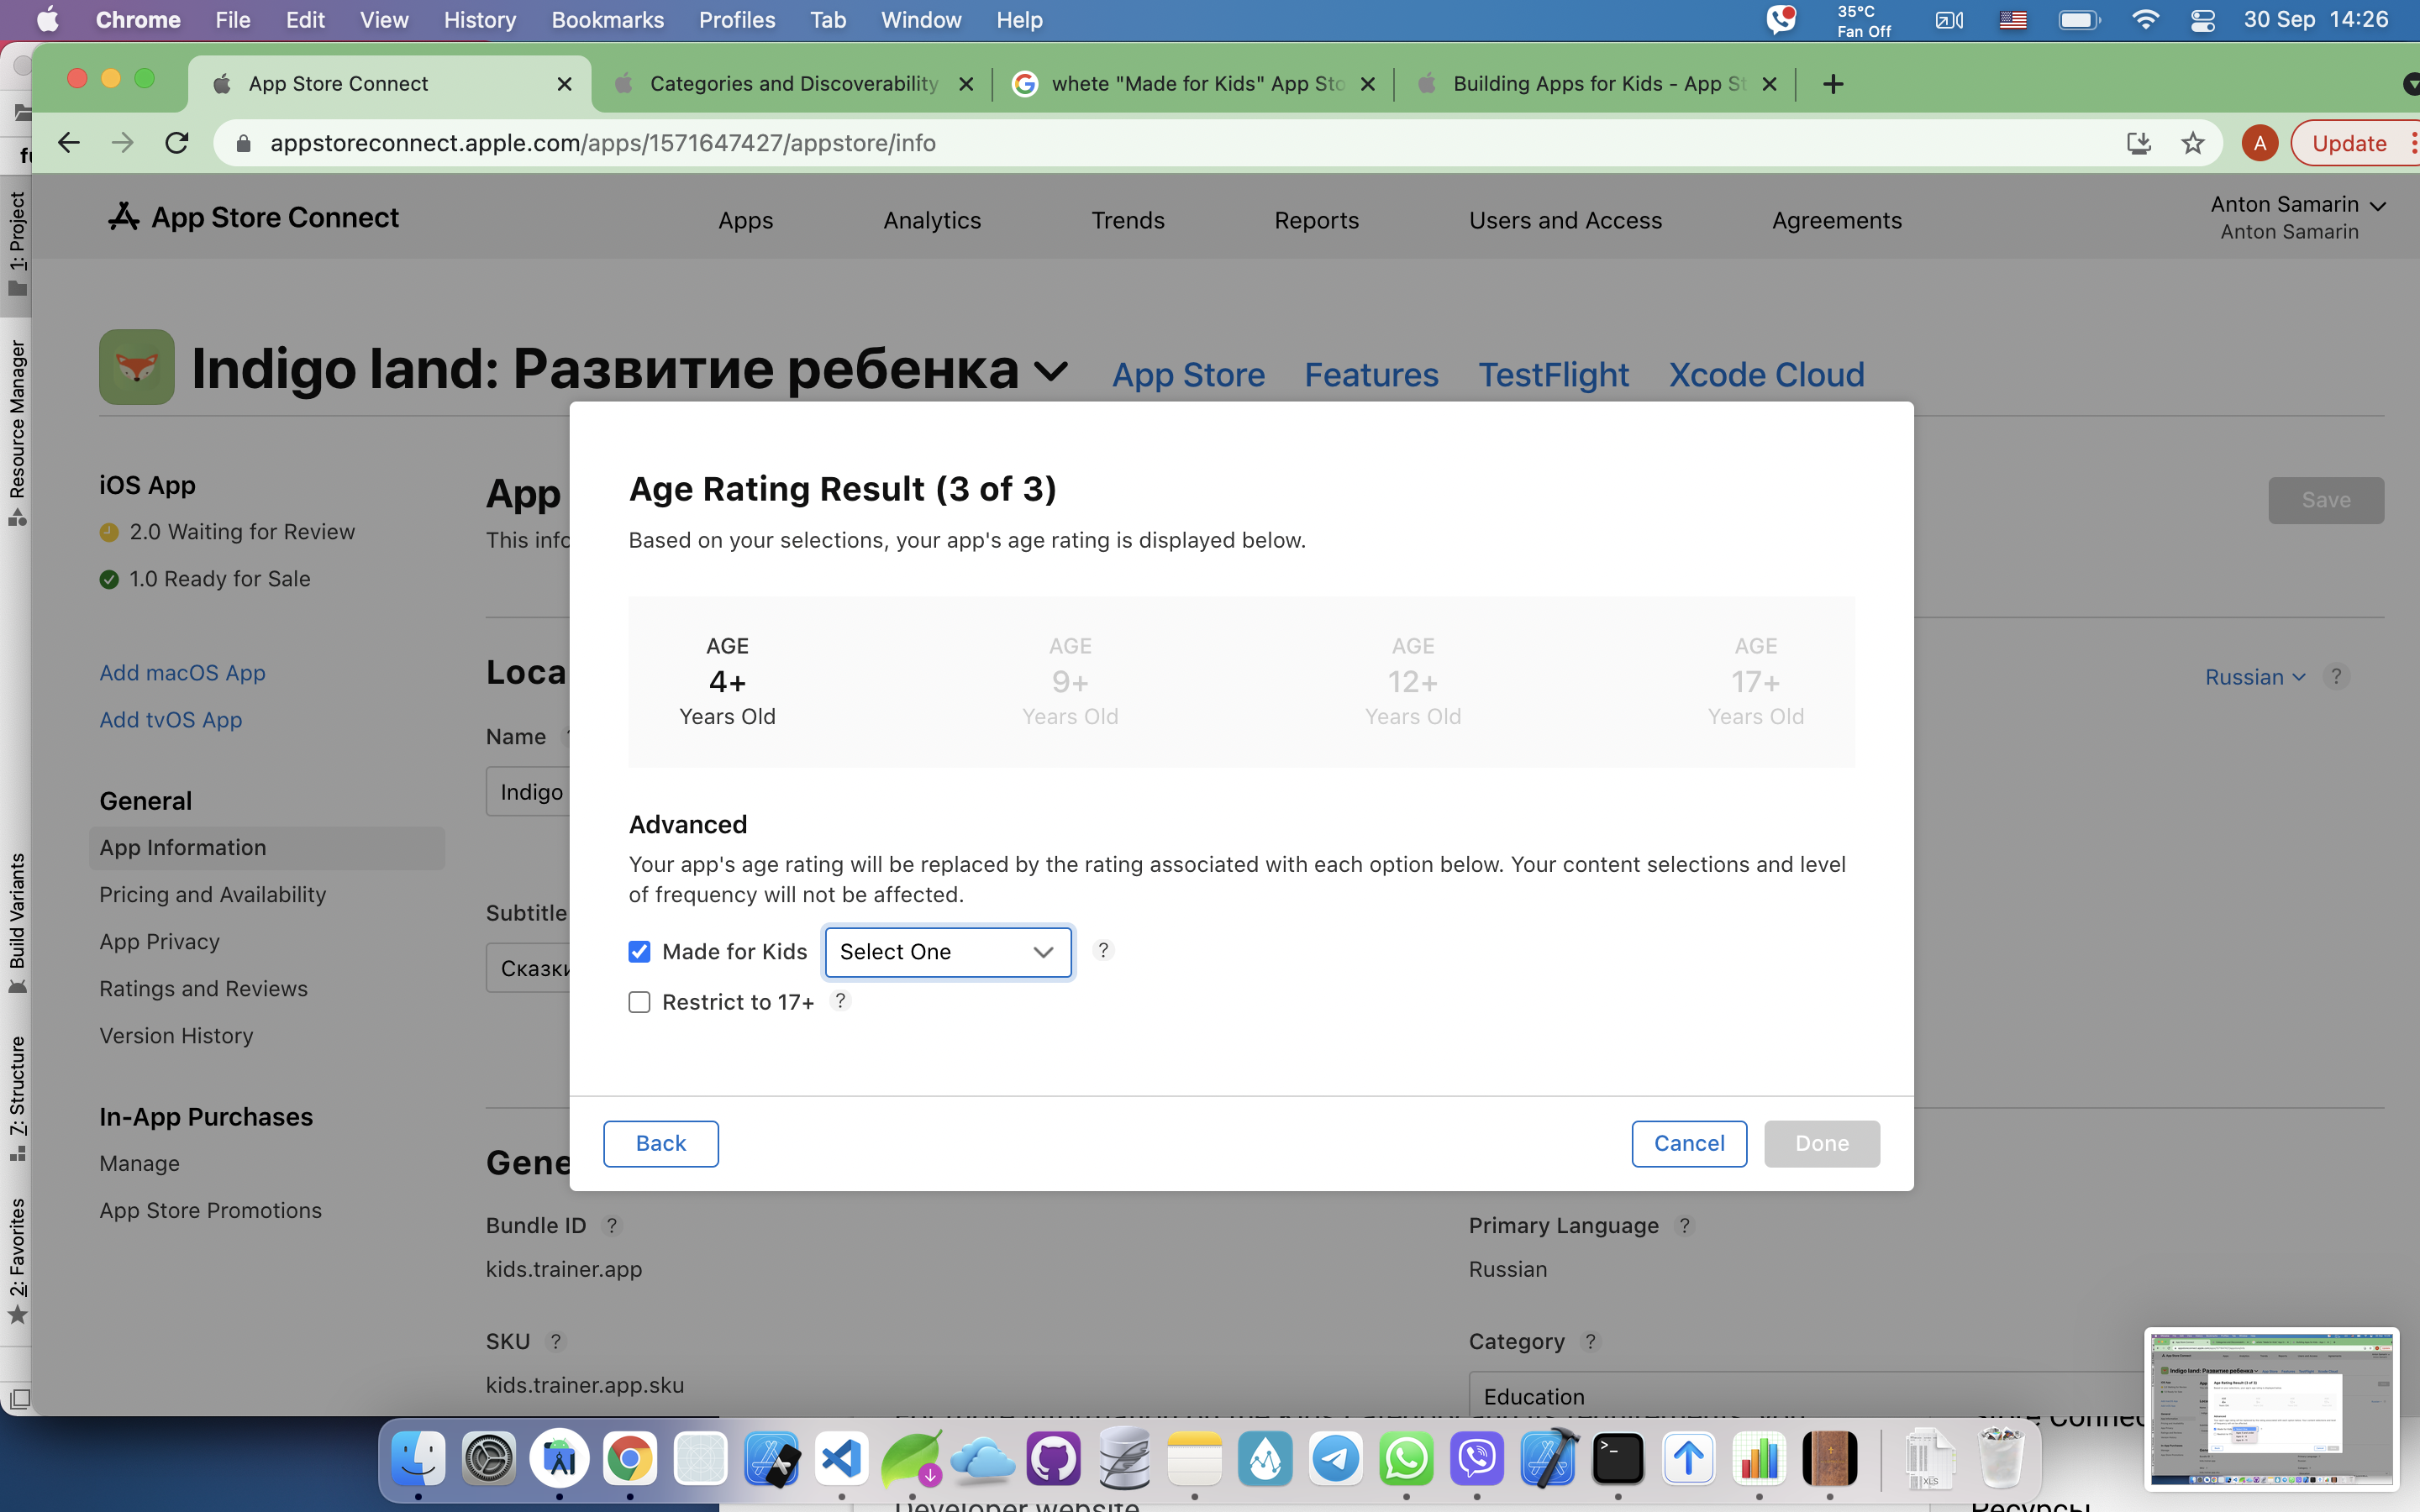 Chrome File Edit View History Bookmarks Profiles Tab Window Help
35°C
Fan Off
30 Sep 14:26
App Store Connect
Categories and Discoverability
whete "Made for Kids" App Sto
Building Apps for Kids - App St
appstoreconnect.apple.com/apps/1571647427/appstore/info
A
Update
App Store Connect
Apps
Analytics
Trends
Reports
Users and Access
Agreements
Anton Samarin
Anton Samarin
1: Project
Resource Manager
Build Variants
7: Structure
2: Favorites
Indigo land: Развитие ребенка
App Store
Features
TestFlight
Xcode Cloud
iOS App
2.0 Waiting for Review
1.0 Ready for Sale
Add macOS App
Add tvOS App
General
App Information
Pricing and Availability
App Privacy
Ratings and Reviews
Version History
In-App Purchases
Manage
App Store Promotions
App
This info
Save
Loca
Russian
?
Name
Indigo
Subtitle
Сказки
Age Rating Result (3 of 3)
Based on your selections, your app's age rating is displayed below.
AGE
4+
Years Old
AGE
9+
Years Old
AGE
12+
Years Old
AGE
17+
Years Old
Advanced
Your app's age rating will be replaced by the rating associated with each option below. Your content selections and level
of frequency will not be affected.
Made for Kids
Select One
?
Restrict to 17+
?
Back
Cancel
Done
Gene
Bundle ID ?
kids.trainer.app
Primary Language ?
Russian
SKU ?
kids.trainer.app.sku
Category ?
Education
Store Connec
XLS
Developer website
Ресурсы